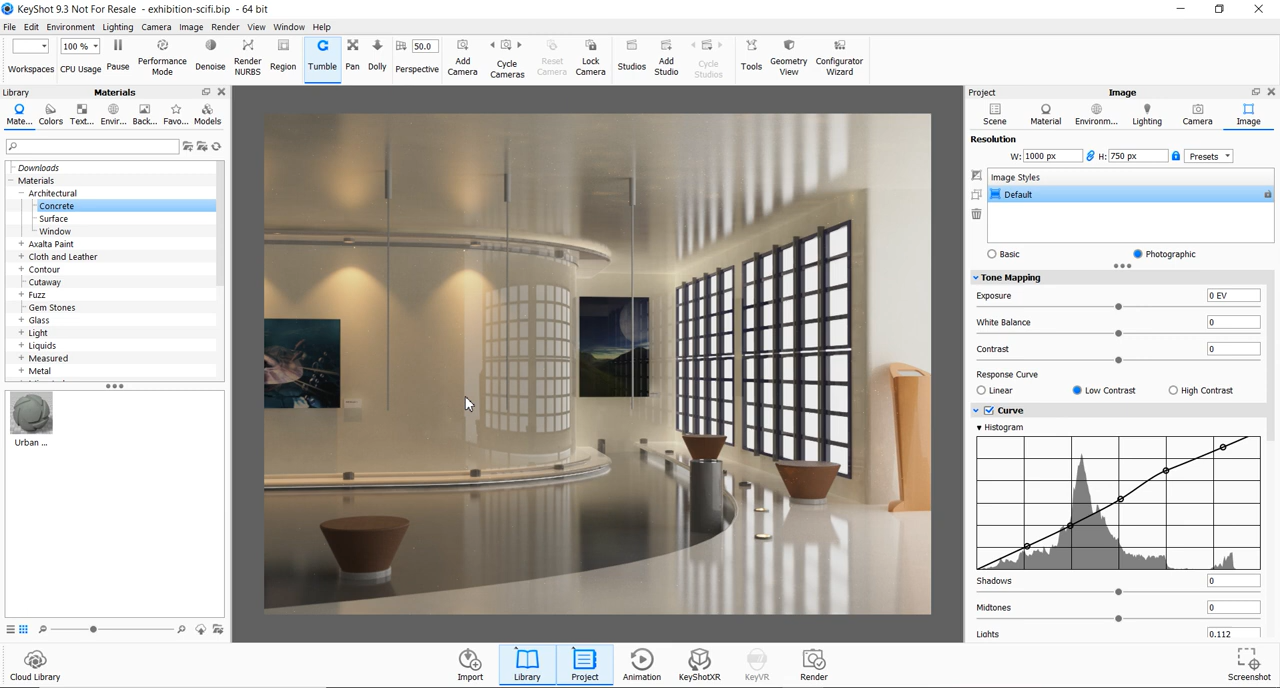 KeyShot 9.3 Not For Resale - exhibition-scifi.bip - 64 bit
File Edit Environment Lighting Camera Image Render View Window Help
100 % 50.0
Workspaces CPU Usage Pause Performance Mode Denoise Render NURBS Region Tumble Pan Dolly Perspective Add Camera Cycle Cameras Reset Camera Lock Camera Studios Add Studio Cycle Studios Tools Geometry View Configurator Wizard
Library Materials
Mate... Colors Text... Envir... Back... Favo... Models
Downloads
Materials
Architectural
Concrete
Surface
Window
Axalta Paint
Cloth and Leather
Contour
Cutaway
Fuzz
Gem Stones
Glass
Light
Liquids
Measured
Metal
Urban ...
Project Image
Scene Material Environm... Lighting Camera Image
Resolution
W: 1000 px H: 750 px Presets
Image Styles
Default
Basic Photographic
Tone Mapping
Exposure 0 EV
White Balance 0
Contrast 0
Response Curve
Linear Low Contrast High Contrast
Curve
Histogram
Shadows 0
Midtones 0
Lights 0.112
Cloud Library Import Library Project Animation KeyShotXR KeyVR Render Screenshot